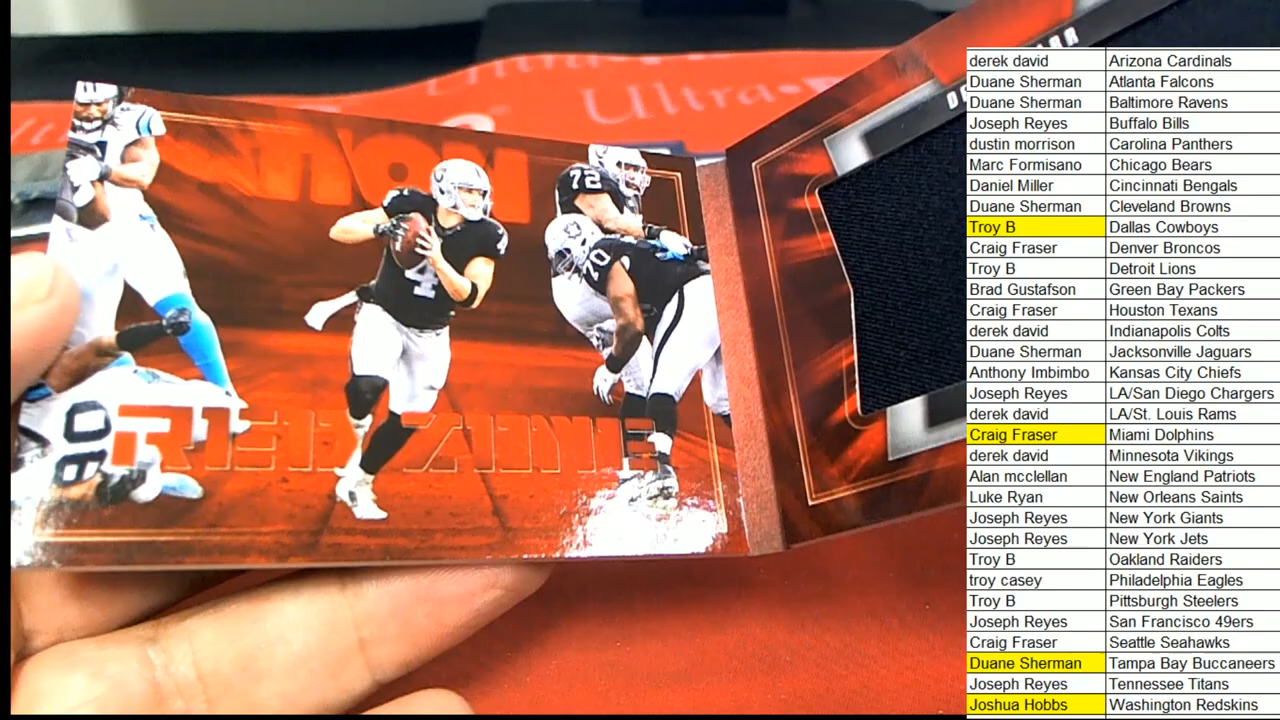 Ultra
RED ZONE
72
4
70
90
derek david Arizona Cardinals
Duane Sherman Atlanta Falcons
Duane Sherman Baltimore Ravens
Joseph Reyes Buffalo Bills
dustin morrison Carolina Panthers
Marc Formisano Chicago Bears
Daniel Miller Cincinnati Bengals
Duane Sherman Cleveland Browns
Troy B Dallas Cowboys
Craig Fraser Denver Broncos
Troy B Detroit Lions
Brad Gustafson Green Bay Packers
Craig Fraser Houston Texans
derek david Indianapolis Colts
Duane Sherman Jacksonville Jaguars
Anthony Imbimbo Kansas City Chiefs
Joseph Reyes LA/San Diego Chargers
derek david LA/St. Louis Rams
Craig Fraser Miami Dolphins
derek david Minnesota Vikings
Alan mcclellan New England Patriots
Luke Ryan New Orleans Saints
Joseph Reyes New York Giants
Joseph Reyes New York Jets
Troy B Oakland Raiders
troy casey Philadelphia Eagles
Troy B Pittsburgh Steelers
Joseph Reyes San Francisco 49ers
Craig Fraser Seattle Seahawks
Duane Sherman Tampa Bay Buccaneers
Joseph Reyes Tennessee Titans
Joshua Hobbs Washington Redskins